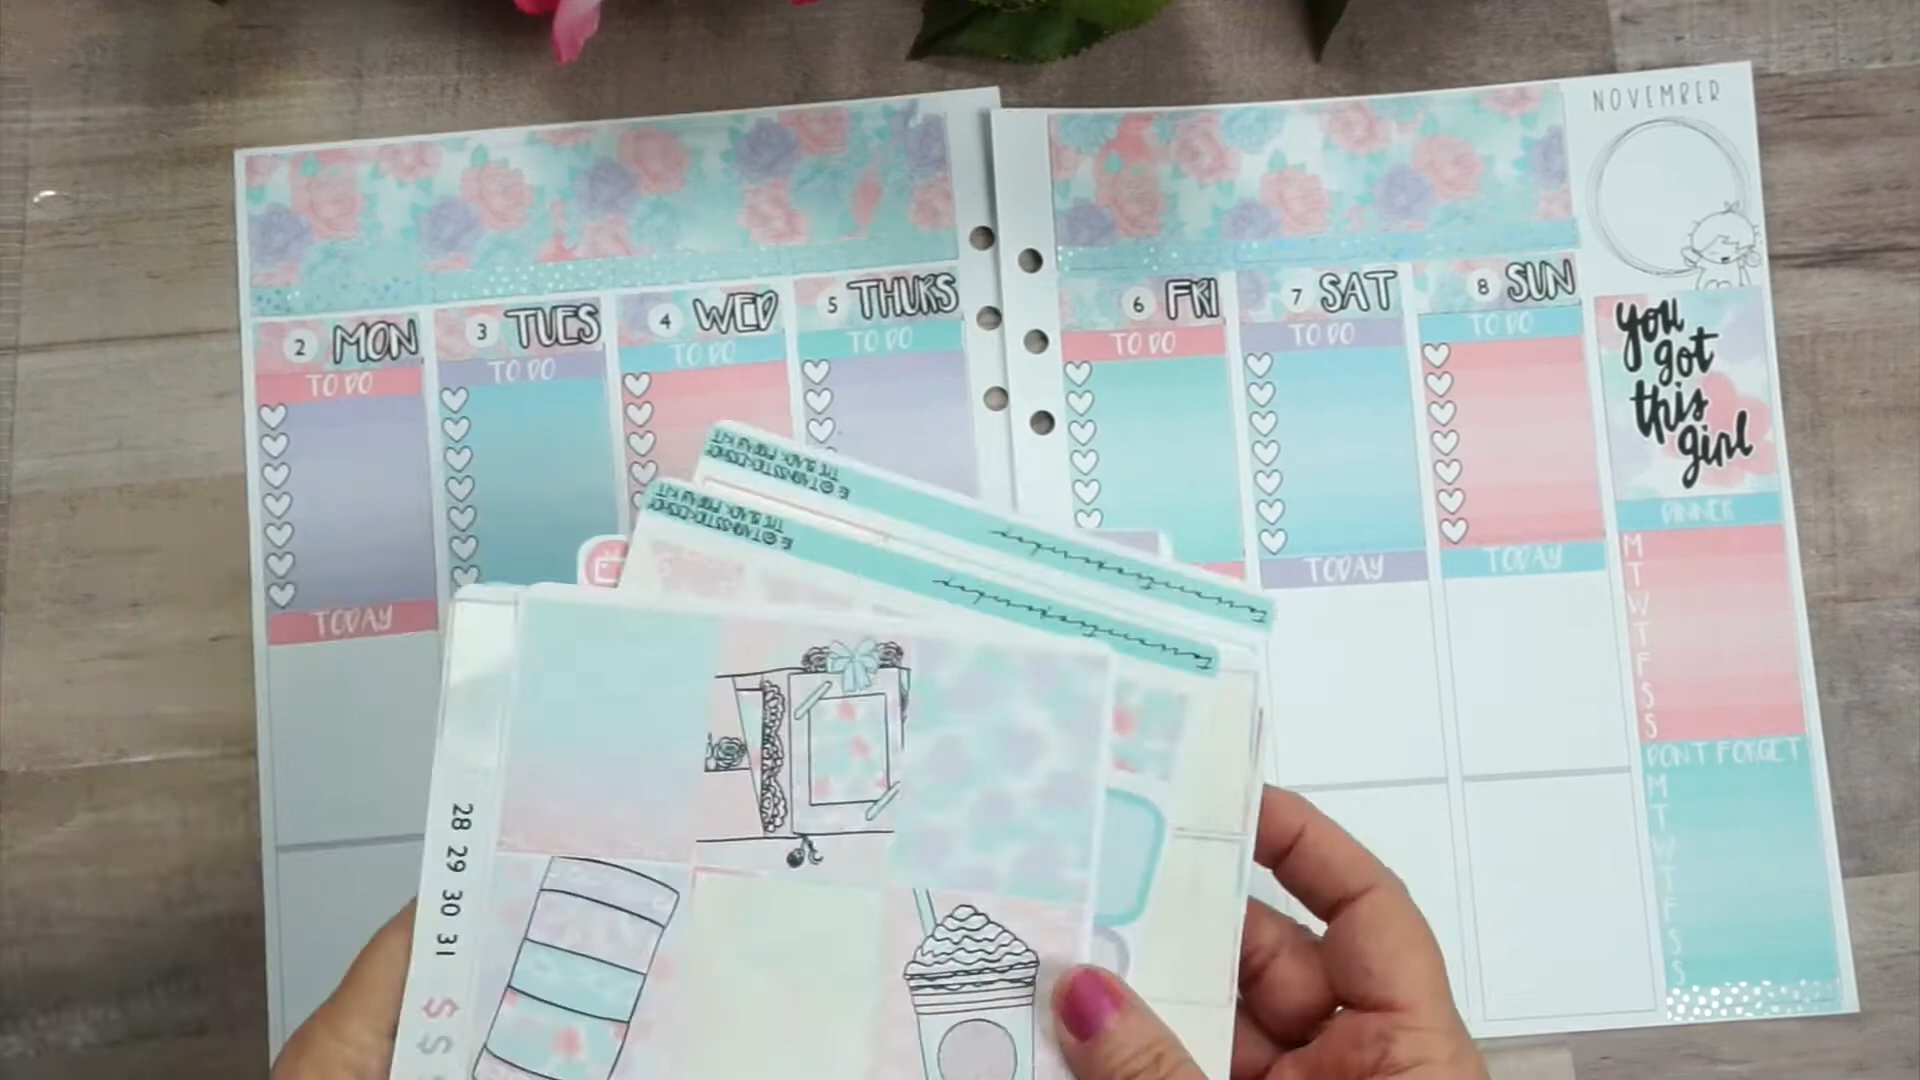 NOVEMBER
2 MON
3 TUES
4 WED
5 THURS
6 FRI
7 SAT
8 SUN
TO DO
TO DO
TO DO
TO DO
TO DO
TO DO
TO DO
you
got
this
girl
DINNER
M
T
W
T
F
S
S
TODAY
TODAY
TODAY
DON'T FORGET
M
T
W
T
F
S
S
28 29 30 31
$
$